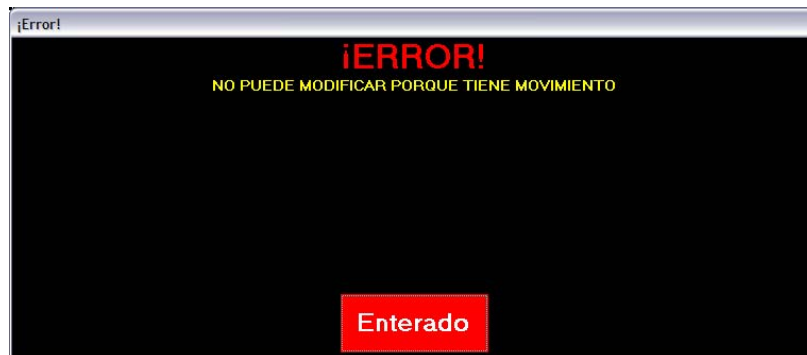 ¡Error!
¡ERROR!
NO PUEDE MODIFICAR PORQUE TIENE MOVIMIENTO
Enterado